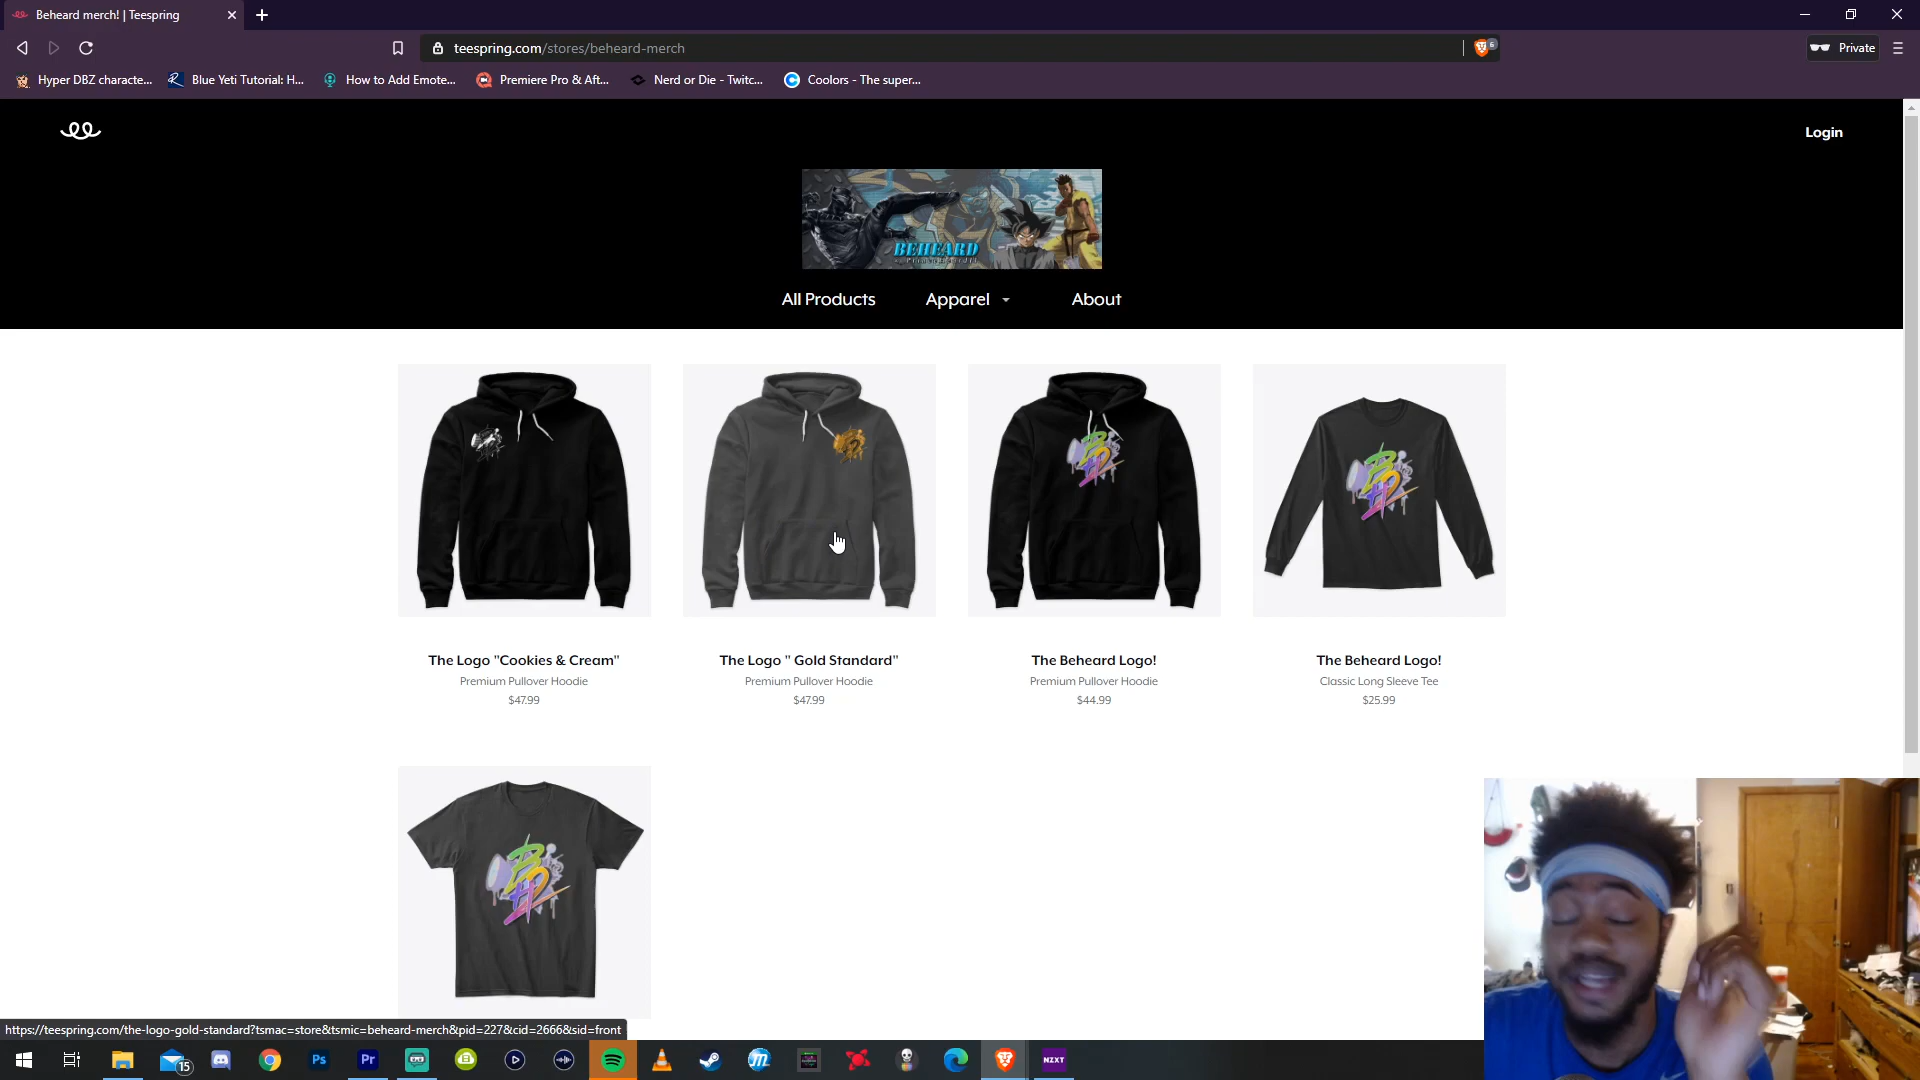 Beheard merch! | Teespring
teespring.com/stores/beheard-merch
6
Private
Hyper DBZ characte...
Blue Yeti Tutorial: H...
How to Add Emote...
Premiere Pro & Aft...
Nerd or Die - Twitc...
Coolors - The super...
Login
BEHEARD
All Products
Apparel
About
The Logo "Cookies & Cream"
Premium Pullover Hoodie
$47.99
The Logo " Gold Standard"
Premium Pullover Hoodie
$47.99
The Beheard Logo!
Premium Pullover Hoodie
$44.99
The Beheard Logo!
Classic Long Sleeve Tee
$25.99
https://teespring.com/the-logo-gold-standard?tsmac=store&tsmic=beheard-merch&pid=227&cid=2666&sid=front
15
Ps
Pr
NZXT